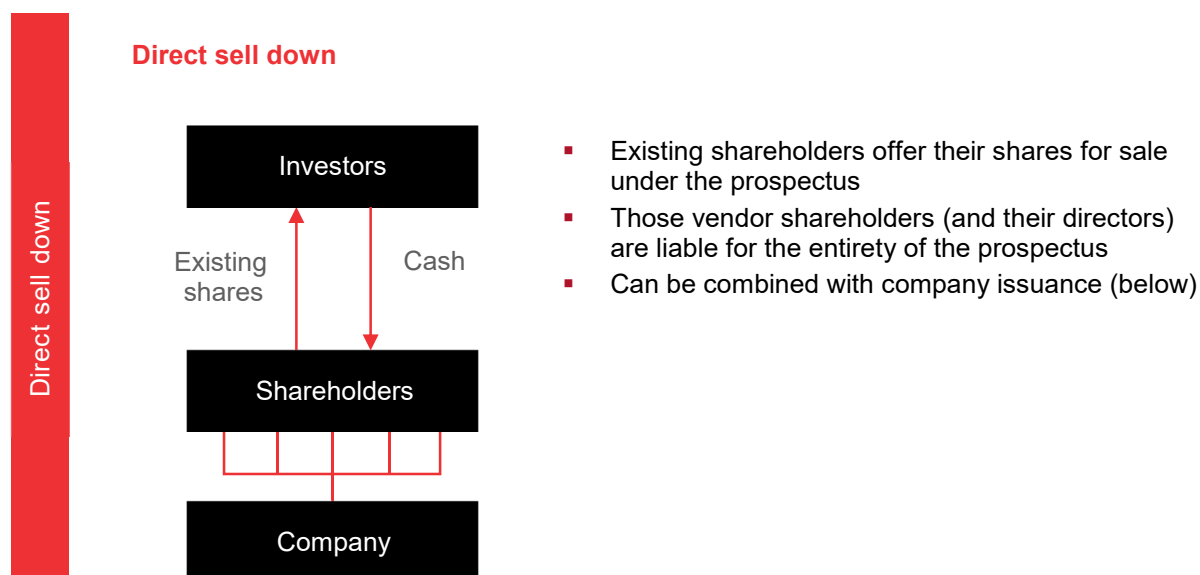 Direct sell down
Direct sell down
Investors
Existing
shares
Cash
Shareholders
Company
▪ Existing shareholders offer their shares for sale
under the prospectus
▪ Those vendor shareholders (and their directors)
are liable for the entirety of the prospectus
▪ Can be combined with company issuance (below)